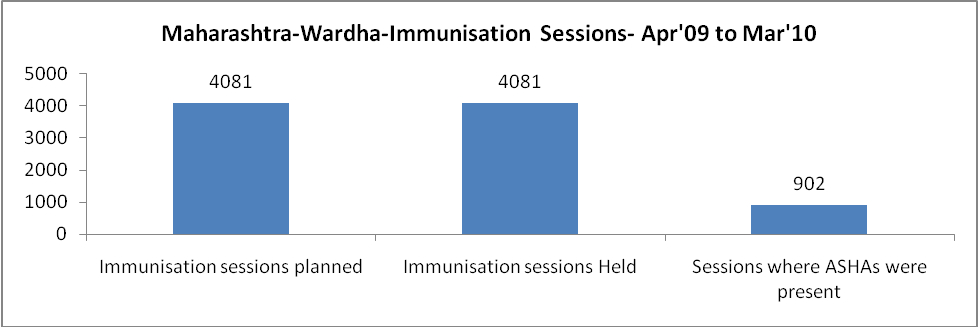 Maharashtra-Wardha-Immunisation Sessions- Apr'09 to Mar'10
5000
4000
3000
2000
1000
0
4081
4081
902
Immunisation sessions planned
Immunisation sessions Held
Sessions where ASHAs were
present